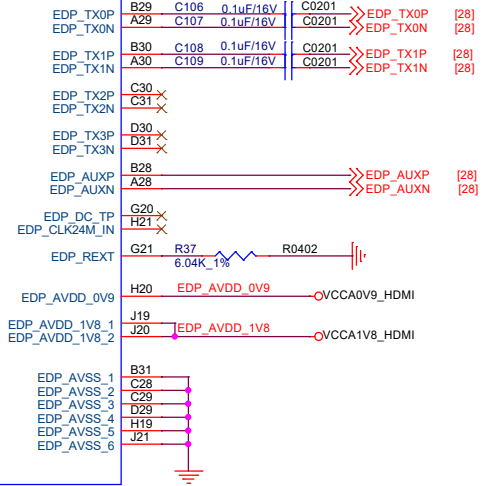 EDP_TX0P B29 C106 0.1uF/16V C0201 EDP_TX0P [28]
EDP_TX0N A29 C107 0.1uF/16V C0201 EDP_TX0N [28]
EDP_TX1P B30 C108 0.1uF/16V C0201 EDP_TX1P [28]
EDP_TX1N A30 C109 0.1uF/16V C0201 EDP_TX1N [28]
EDP_TX2P C30
EDP_TX2N C31
EDP_TX3P D30
EDP_TX3N D31
EDP_AUXP B28 EDP_AUXP [28]
EDP_AUXN A28 EDP_AUXN [28]
EDP_DC_TP G20
EDP_CLK24M_IN H21
EDP_REXT G21 R37 R0402
6.04K_1%
EDP_AVDD_0V9 H20 EDP_AVDD_0V9 VCCA0V9_HDMI
EDP_AVDD_1V8_1 J19
EDP_AVDD_1V8_2 J20 EDP_AVDD_1V8 VCCA1V8_HDMI
EDP_AVSS_1 B31
EDP_AVSS_2 C28
EDP_AVSS_3 C29
EDP_AVSS_4 D29
EDP_AVSS_5 H19
EDP_AVSS_6 J21